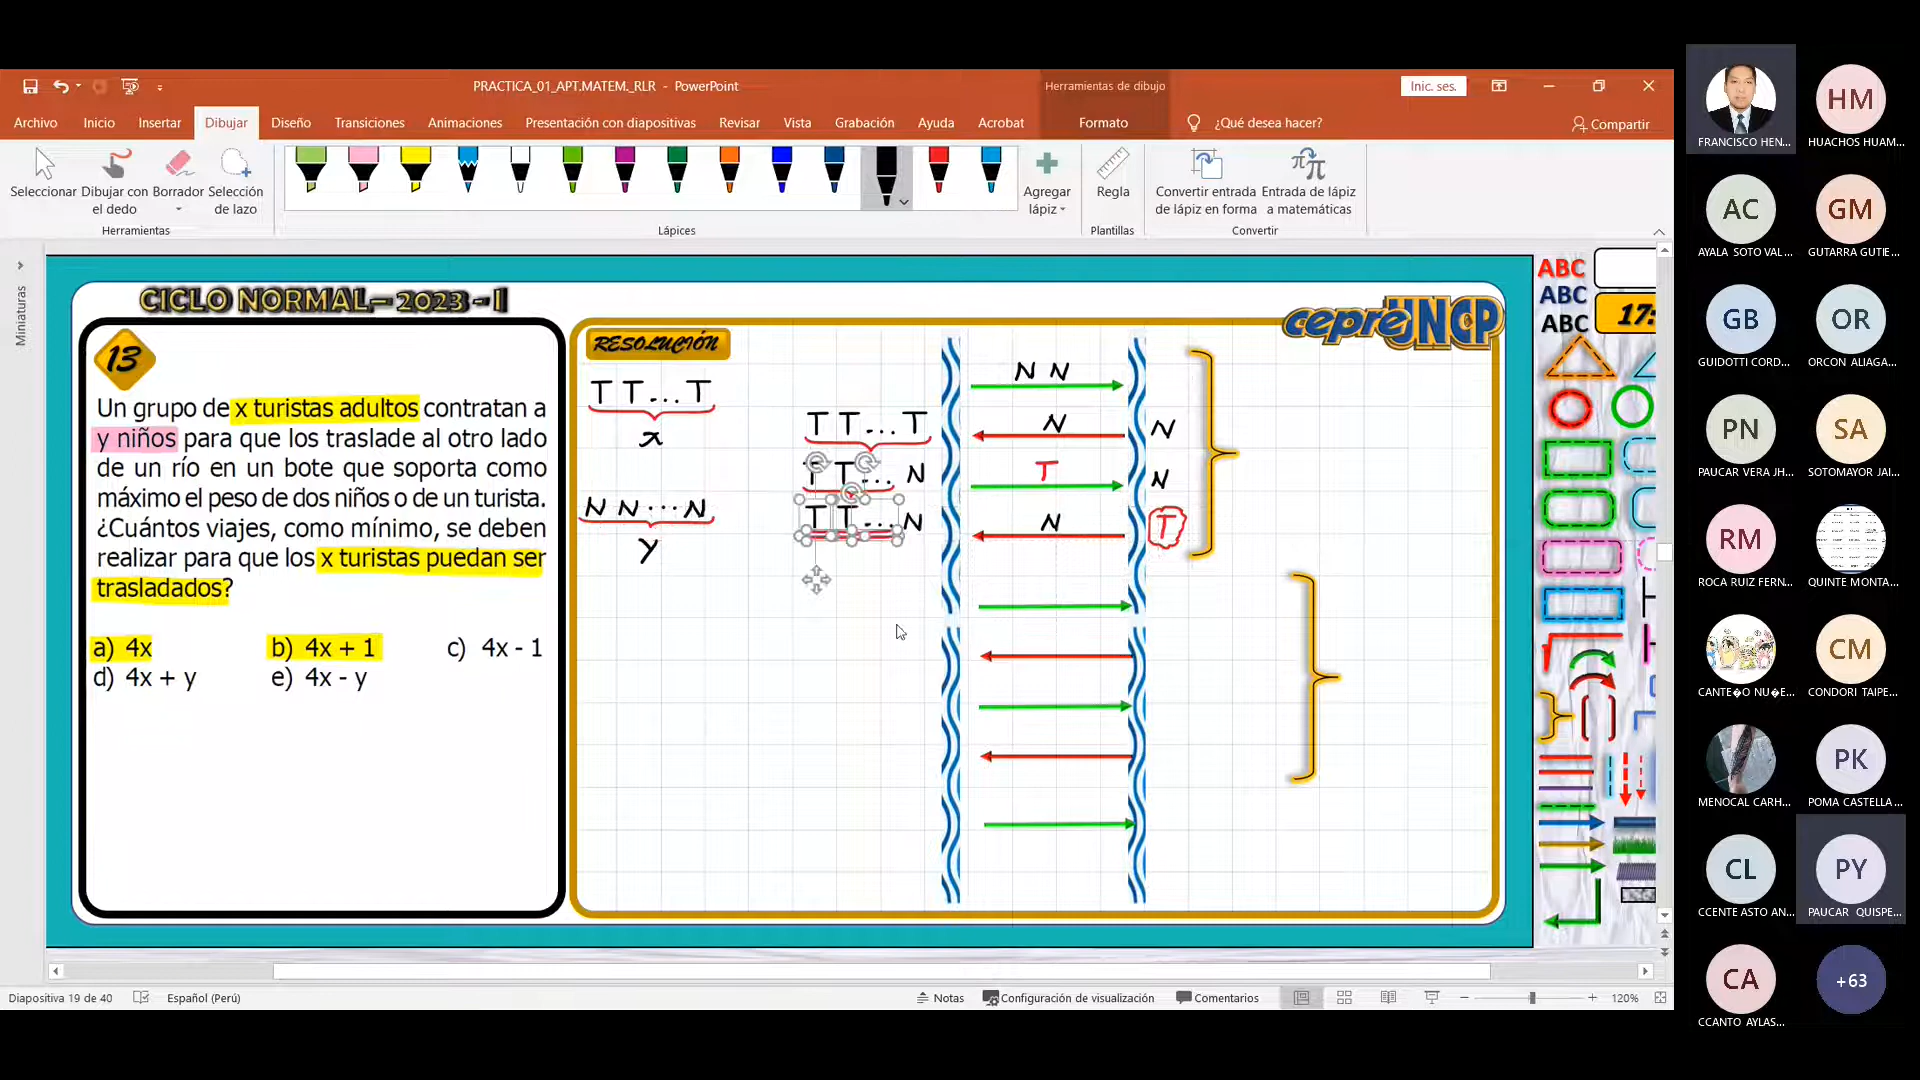 PRACTICA_01_APT.MATEM._RLR - PowerPoint
Herramientas de dibujo
Inic. ses.
Archivo Inicio Insertar Dibujar Diseño Transiciones Animaciones Presentación con diapositivas Revisar Vista Grabación Ayuda Acrobat Formato ¿Qué desea hacer? Compartir
Seleccionar
Dibujar con el dedo
Borrador
Selección de lazo
Agregar lápiz
Regla
Convertir entrada de lápiz en forma
Entrada de lápiz a matemáticas
Herramientas
Lápices
Plantillas
Convertir
Miniaturas
CICLO NORMAL – 2023 - I
cepre UNCP
13
Un grupo de x turistas adultos contratan a
y niños para que los traslade al otro lado
de un río en un bote que soporta como
máximo el peso de dos niños o de un turista.
¿Cuántos viajes, como mínimo, se deben
realizar para que los x turistas puedan ser
trasladados?
a) 4x b) 4x + 1 c) 4x - 1
d) 4x + y e) 4x - y
RESOLUCIÓN
T T ... T
x
N N ... N
y
T T ... T
T T ... N
T T ... N
N N
N N
T N
N T
ABC
ABC
ABC
17:
Diapositiva 19 de 40
Español (Perú)
Notas
Configuración de visualización
Comentarios
120%
FRANCISCO HEN...
HM
HUACHOS HUAM...
AC
AYALA SOTO VAL...
GM
GUTARRA GUTIE...
GB
GUIDOTTI CORD...
OR
ORCON ALIAGA...
PN
PAUCAR VERA JH...
SA
SOTOMAYOR JAI...
RM
ROCA RUIZ FERN...
QUINTE MONTA...
CANTE�O NU�E...
CM
CONDORI TAIPE...
MENOCAL CARH...
PK
POMA CASTELLA...
CL
CCENTE ASTO AN...
PY
PAUCAR QUISPE...
CA
CCANTO AYLAS...
+63